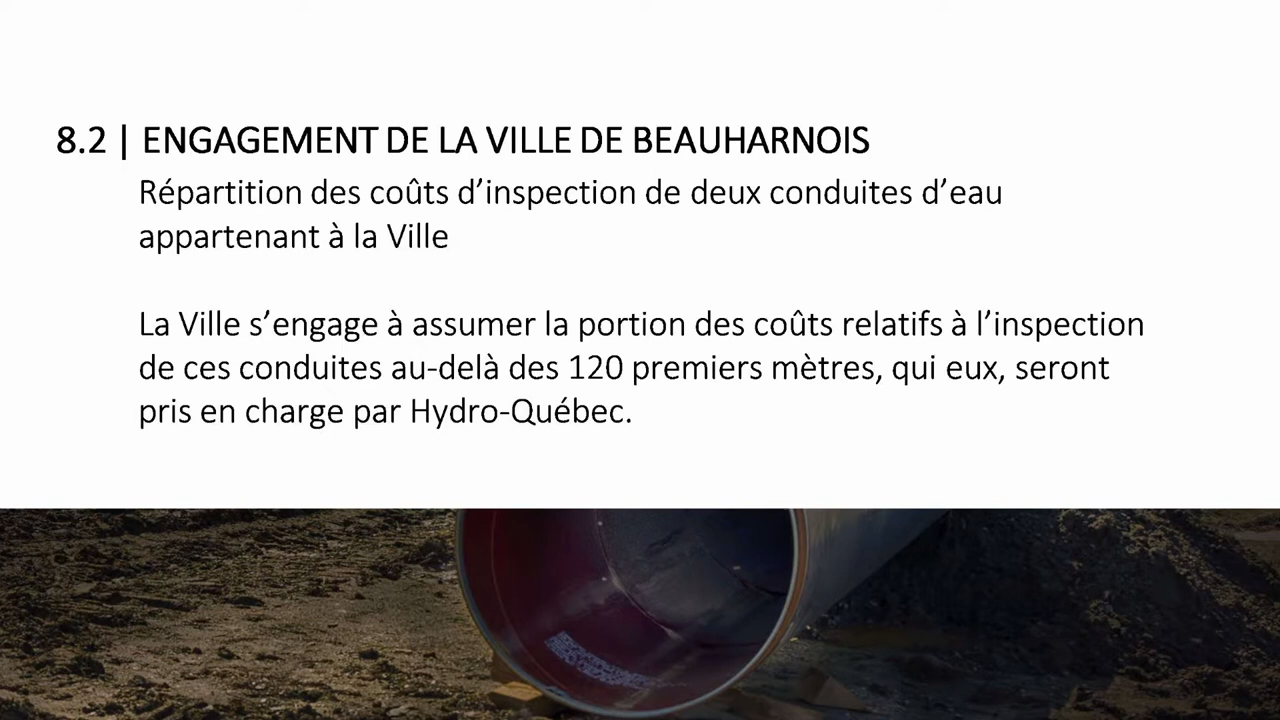 8.2 | ENGAGEMENT DE LA VILLE DE BEAUHARNOIS
Répartition des coûts d’inspection de deux conduites d’eau
appartenant à la Ville
La Ville s’engage à assumer la portion des coûts relatifs à l’inspection
de ces conduites au-delà des 120 premiers mètres, qui eux, seront
pris en charge par Hydro-Québec.